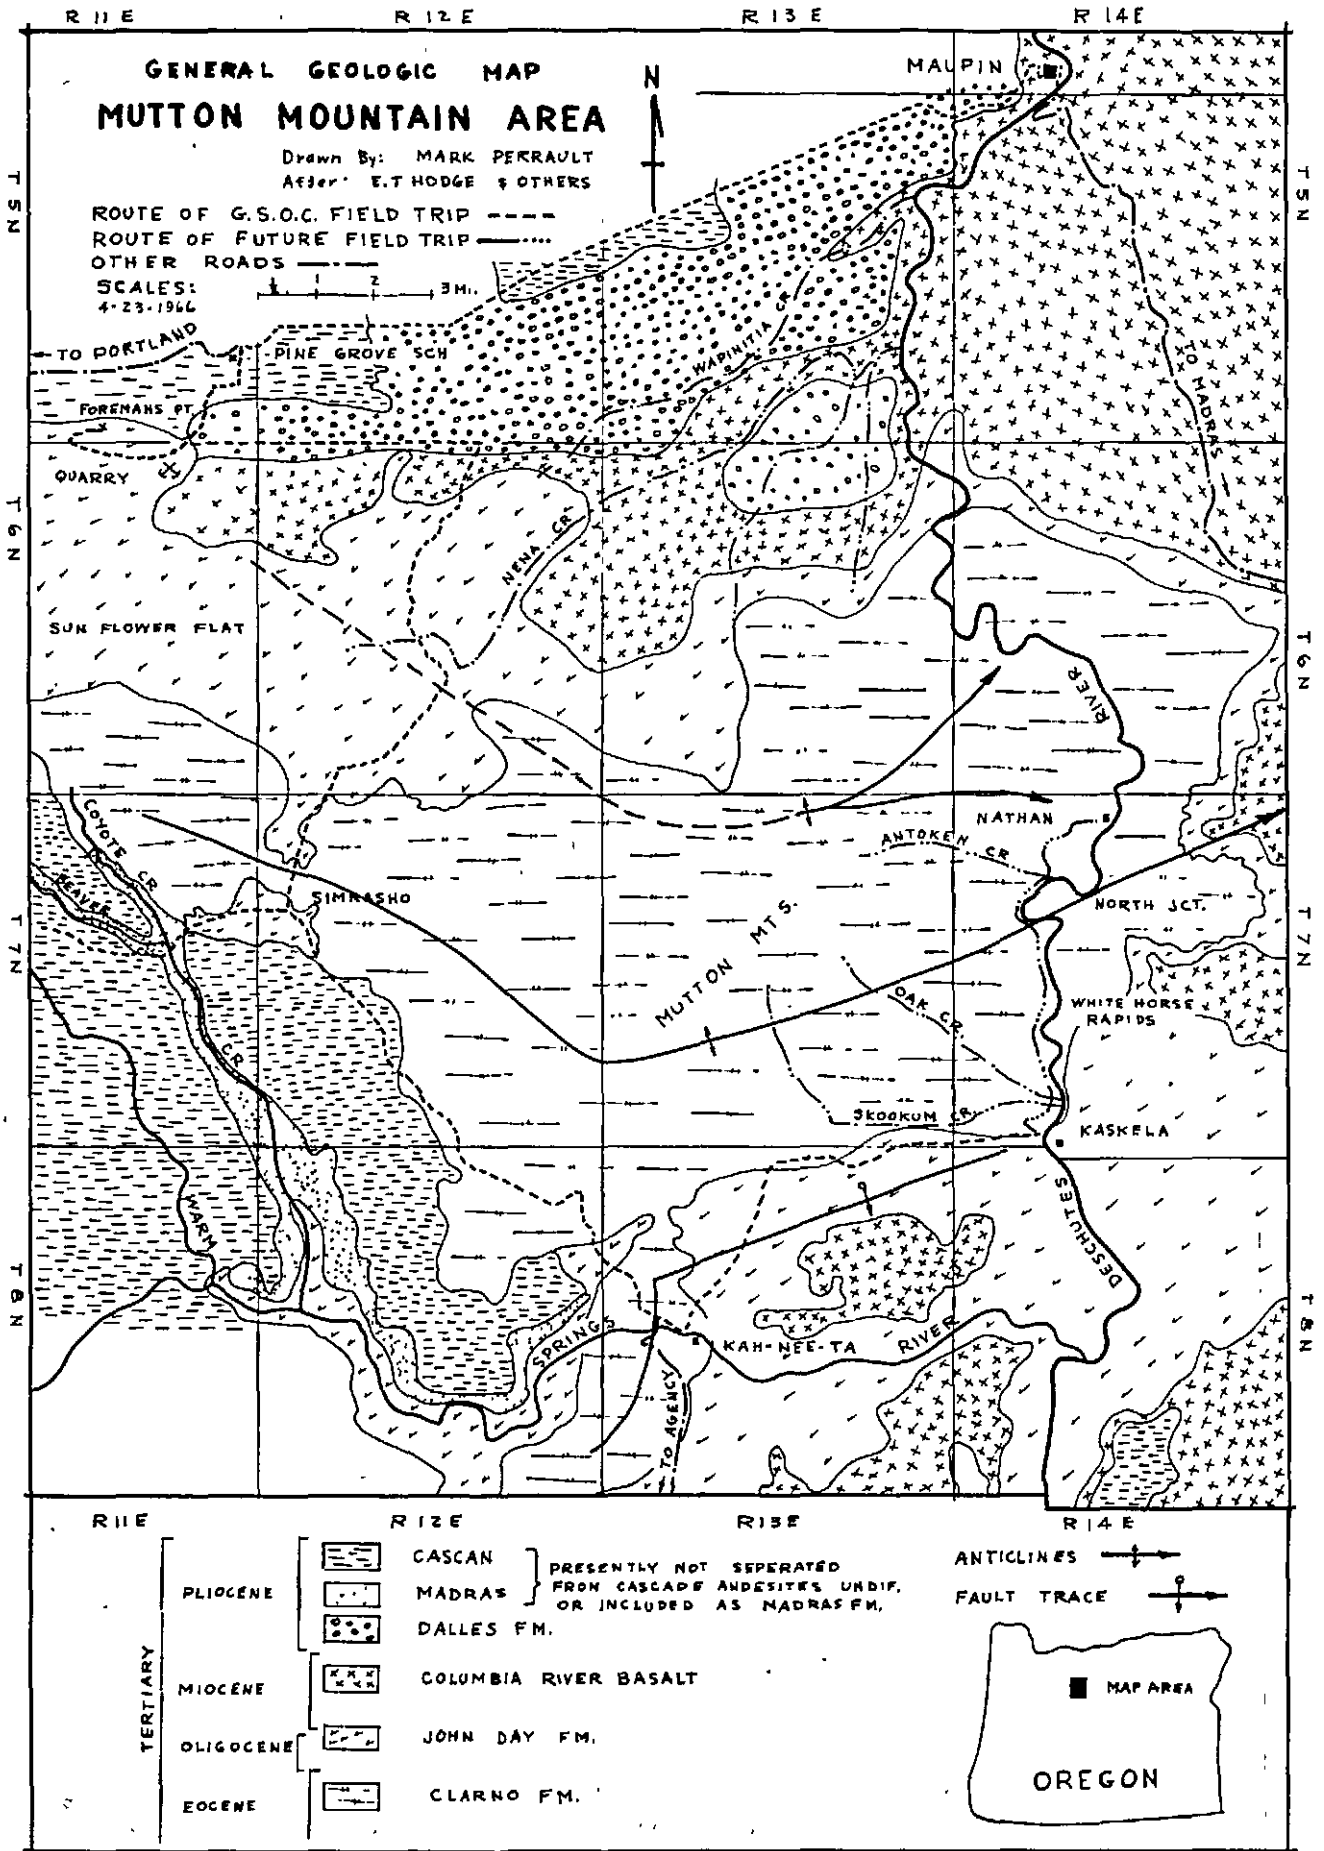 R 11 E R 12 E R 13 E R 14 E
GENERAL GEOLOGIC MAP
MUTTON MOUNTAIN AREA
Drawn By: MARK PERRAULT
After: E.T HODGE & OTHERS
ROUTE OF G.S.O.C. FIELD TRIP
ROUTE OF FUTURE FIELD TRIP
OTHER ROADS
SCALES:
1 2 3 Mi.
4-23-1966
N
MAUPIN
T 5 N
T 5 N
TO PORTLAND
PINE GROVE SCH
WAPINITIA CR
TO MADRAS
FOREMANS PT.
QUARRY
T 6 N
NENA CR.
SUN FLOWER FLAT
T 6 N
RIVER
COYOTE CR
NATHAN
ANTOKEN CR
BEAVER
SIMNASHO
NORTH JCT.
T 7 N
MUTTON MTS.
T 7 N
OAK CR.
WHITE HORSE
RAPIDS
CR.
SKOOKUM CR.
KASKELA
WARM
DESCHUTES
T 8 N
T 8 N
SPRINGS
KAH-NEE-TA
RIVER
TO AGENCY
R 11 E R 12 E R 13 E R 14 E
TERTIARY
PLIOCENE
CASCAN
MADRAS
PRESENTLY NOT SEPERATED
FROM CASCADE ANDESITES UNDIF.
OR INCLUDED AS MADRAS FM.
DALLES FM.
MIOCENE
COLUMBIA RIVER BASALT
OLIGOCENE
JOHN DAY FM.
EOCENE
CLARNO FM.
ANTICLINES
FAULT TRACE
MAP AREA
OREGON